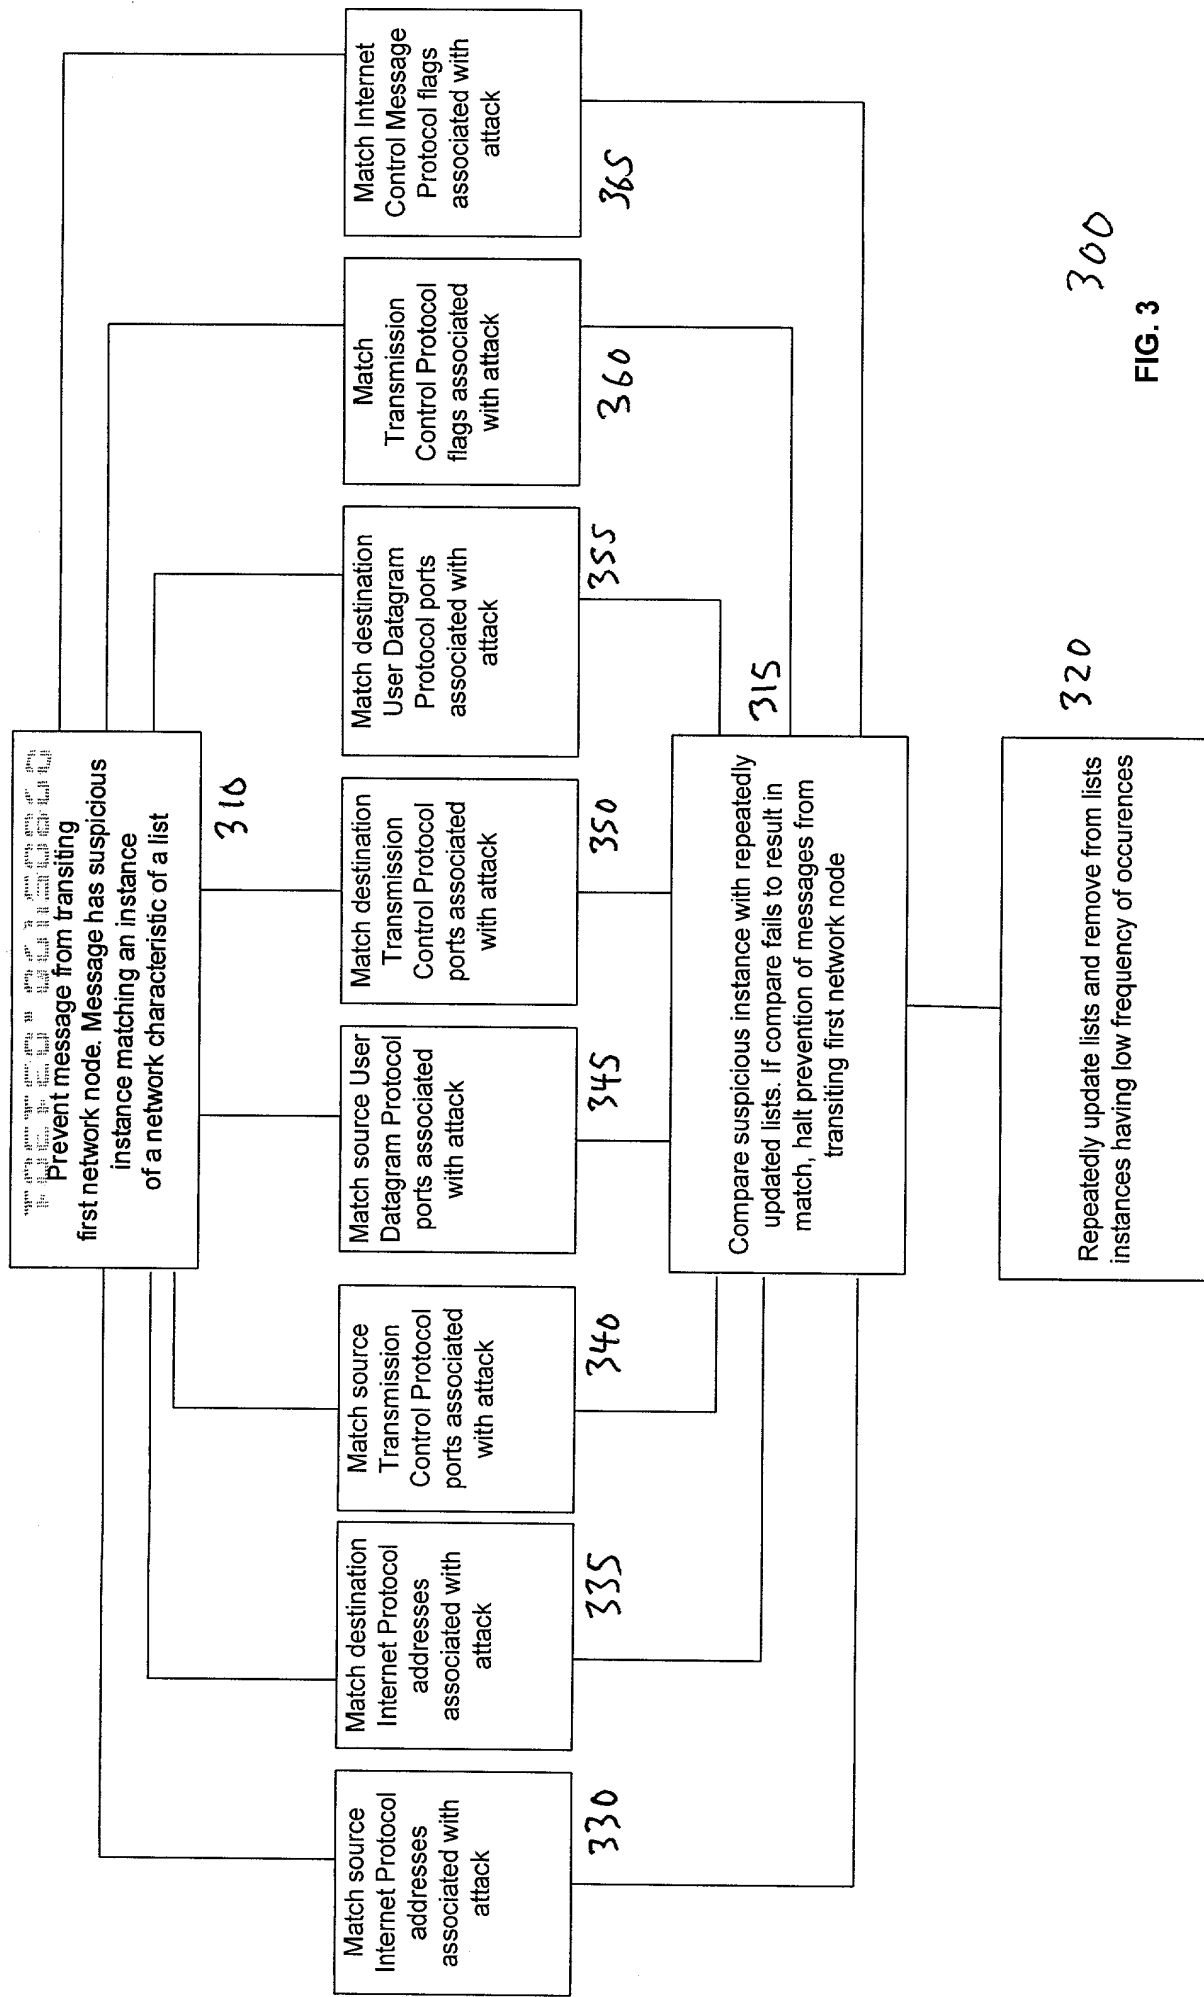 Prevent message from transiting
first network node. Message has suspicious
instance matching an instance
of a network characteristic of a list
310
Match source
Internet Protocol
addresses
associated with
attack
330
Match destination
Internet Protocol
addresses
associated with
attack
335
Match source
Transmission
Control Protocol
ports associated
with attack
340
Match source User
Datagram Protocol
ports associated
with attack
345
Match destination
Transmission
Control Protocol
ports associated
with attack
350
Match destination
User Datagram
Protocol ports
associated with
attack
355
Match
Transmission
Control Protocol
flags associated
with attack
360
Match Internet
Control Message
Protocol flags
associated with
attack
365
Compare suspicious instance with repeatedly
updated lists. If compare fails to result in
match, halt prevention of messages from
transiting first network node
315
Repeatedly update lists and remove from lists
instances having low frequency of occurences
320
300
FIG. 3